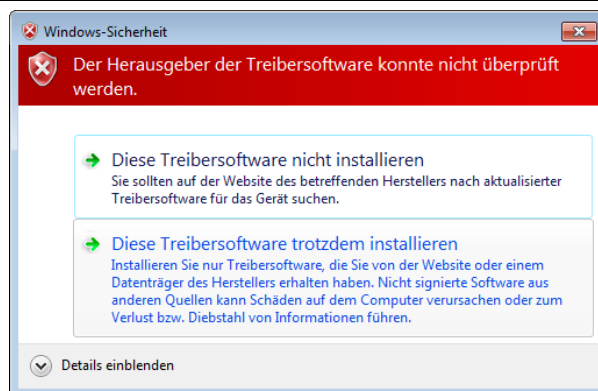 Windows-Sicherheit
Der Herausgeber der Treibersoftware konnte nicht überprüft
werden.
Diese Treibersoftware nicht installieren
Sie sollten auf der Website des betreffenden Herstellers nach aktualisierter
Treibersoftware für das Gerät suchen.
Diese Treibersoftware trotzdem installieren
Installieren Sie nur Treibersoftware, die Sie von der Website oder einem
Datenträger des Herstellers erhalten haben. Nicht signierte Software aus
anderen Quellen kann Schäden auf dem Computer verursachen oder zum
Verlust bzw. Diebstahl von Informationen führen.
Details einblenden